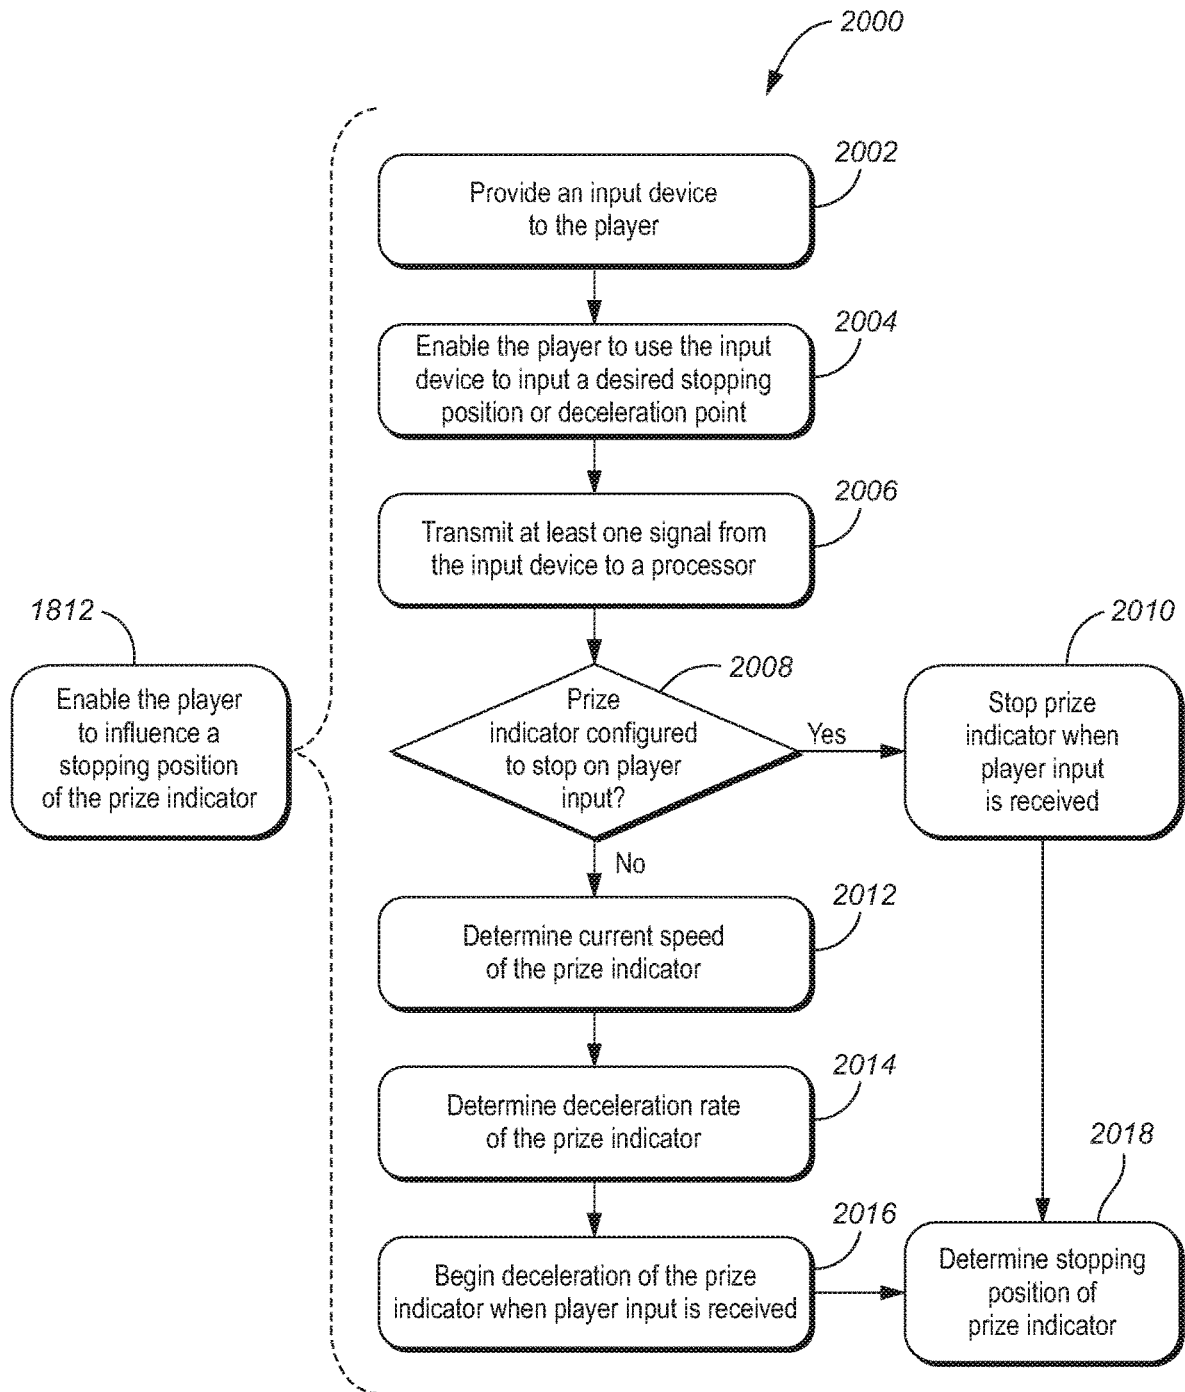 2000
2002
Provide an input device
to the player
2004
Enable the player to use the input
device to input a desired stopping
position or deceleration point
2006
Transmit at least one signal from
the input device to a processor
1812
Enable the player
to influence a
stopping position
of the prize indicator
2008
Prize
indicator configured
to stop on player
input?
Yes
2010
Stop prize
indicator when
player input
is received
No
2012
Determine current speed
of the prize indicator
2014
Determine deceleration rate
of the prize indicator
2016
Begin deceleration of the prize
indicator when player input is received
2018
Determine stopping
position of
prize indicator